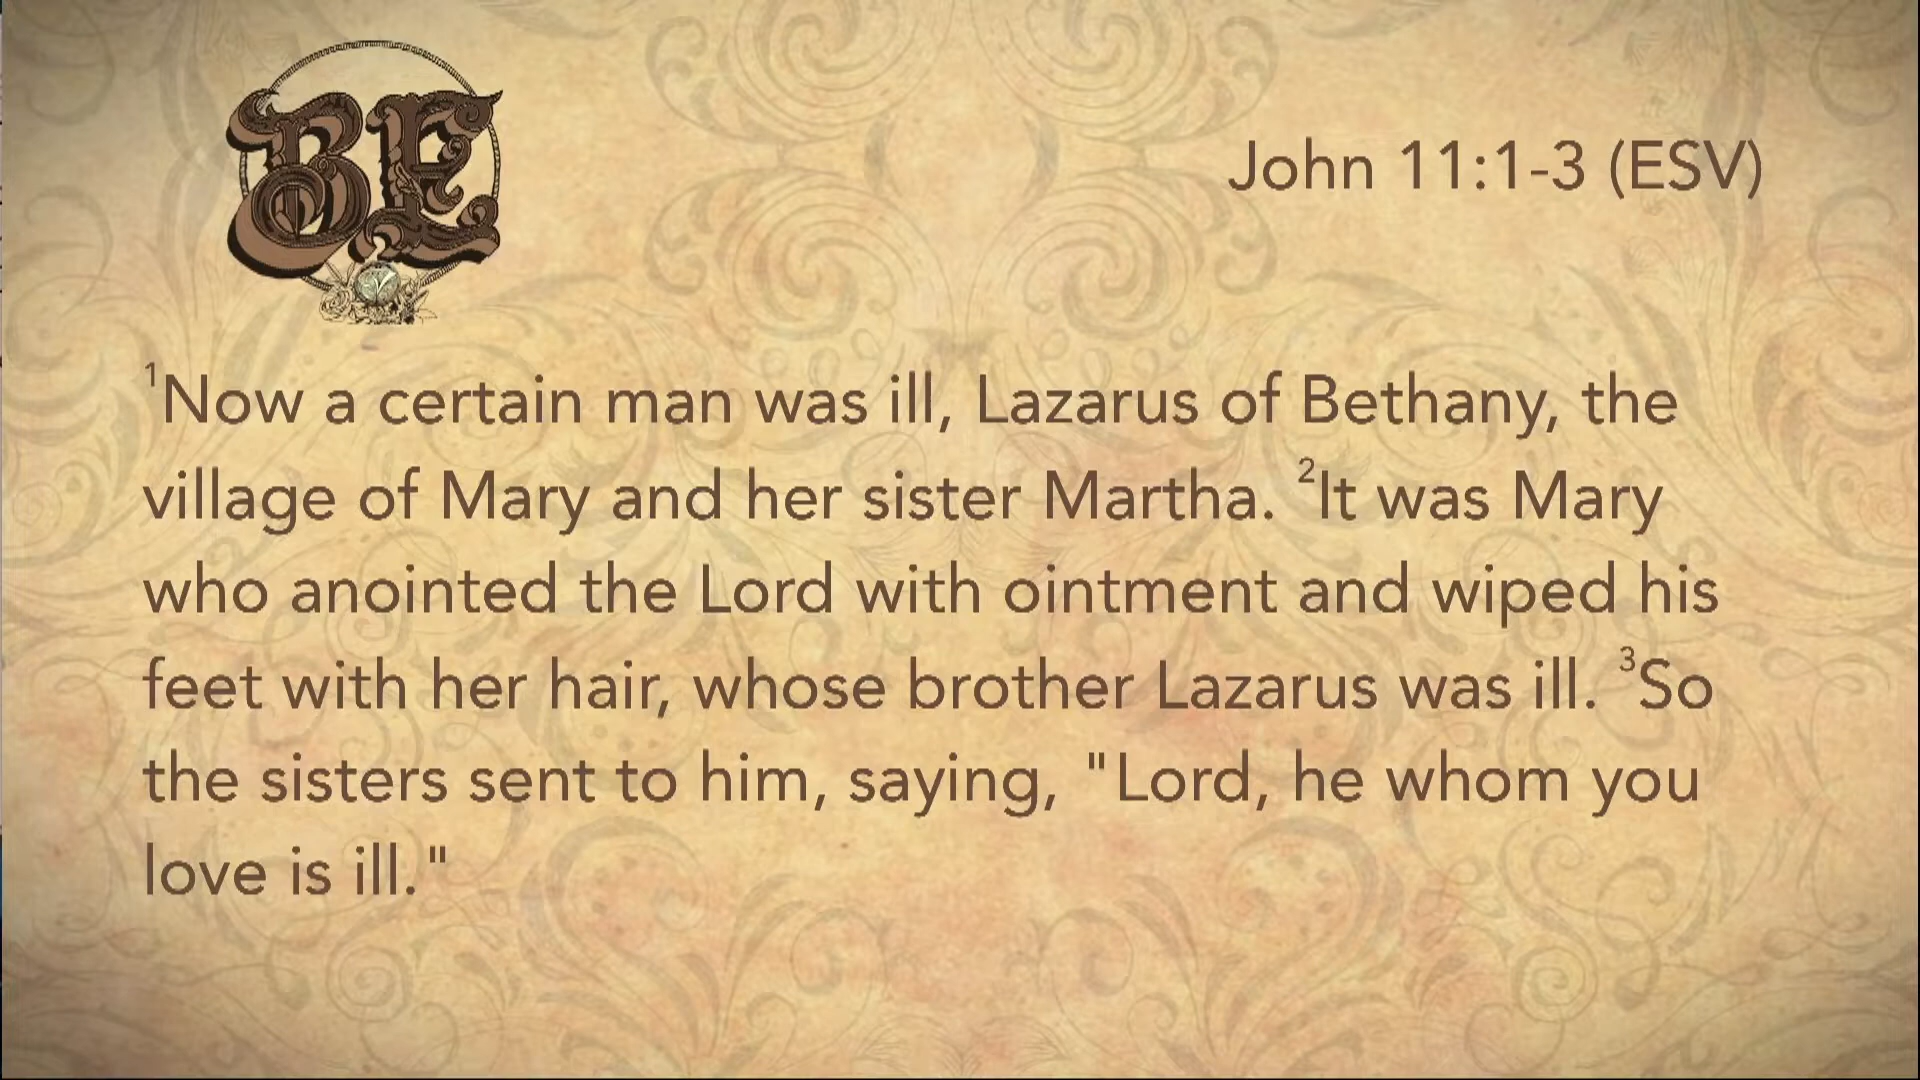 BE
John 11:1-3 (ESV)
¹Now a certain man was ill, Lazarus of Bethany, the
village of Mary and her sister Martha. ²It was Mary
who anointed the Lord with ointment and wiped his
feet with her hair, whose brother Lazarus was ill. ³So
the sisters sent to him, saying, "Lord, he whom you
love is ill."